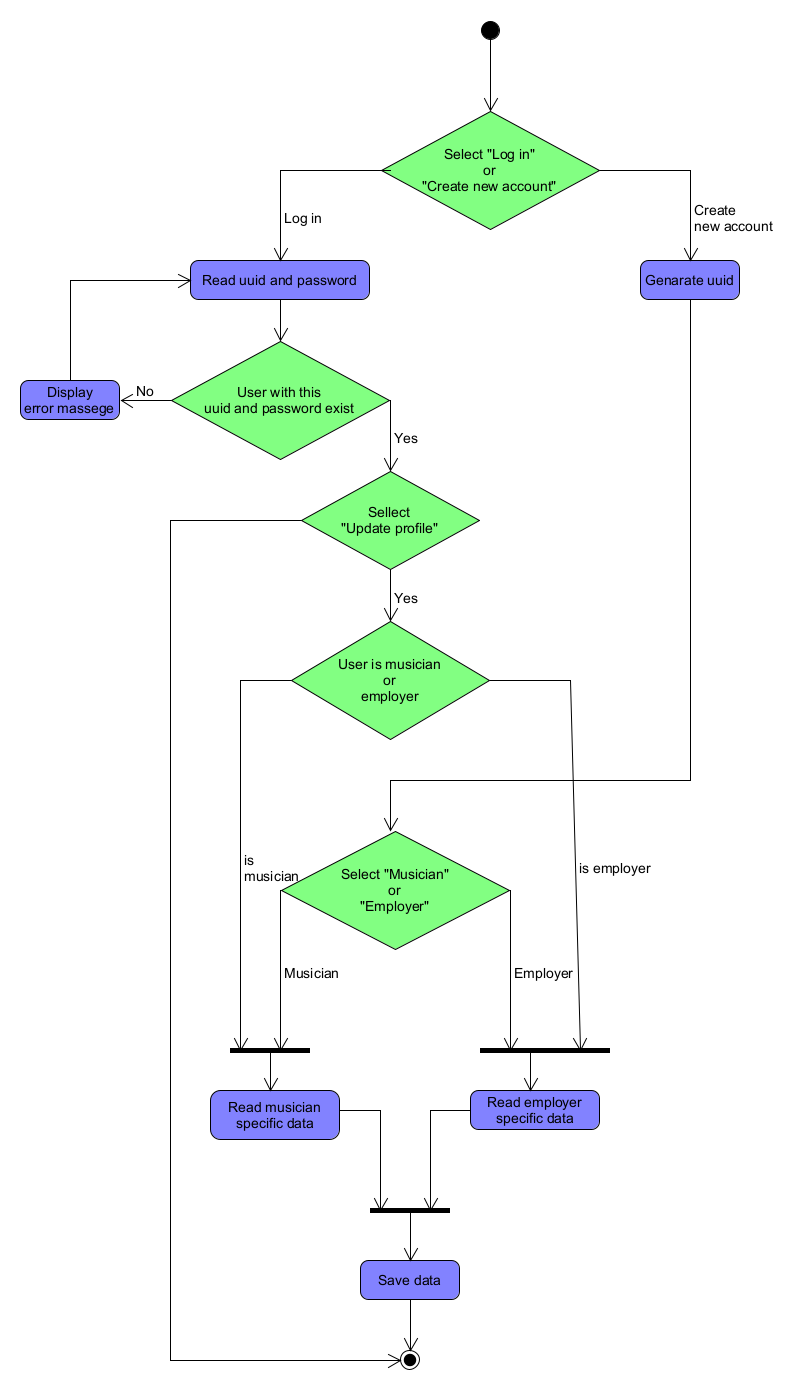 Select "Log in"
or
"Create new account"
Log in
Create
new account
Read uuid and password
Genarate uuid
Display
error massege
No
User with this
uuid and password exist
Yes
Sellect
"Update profile"
Yes
User is musician
or
employer
is
musician
is employer
Select "Musician"
or
"Employer"
Musician
Employer
Read musician
specific data
Read employer
specific data
Save data